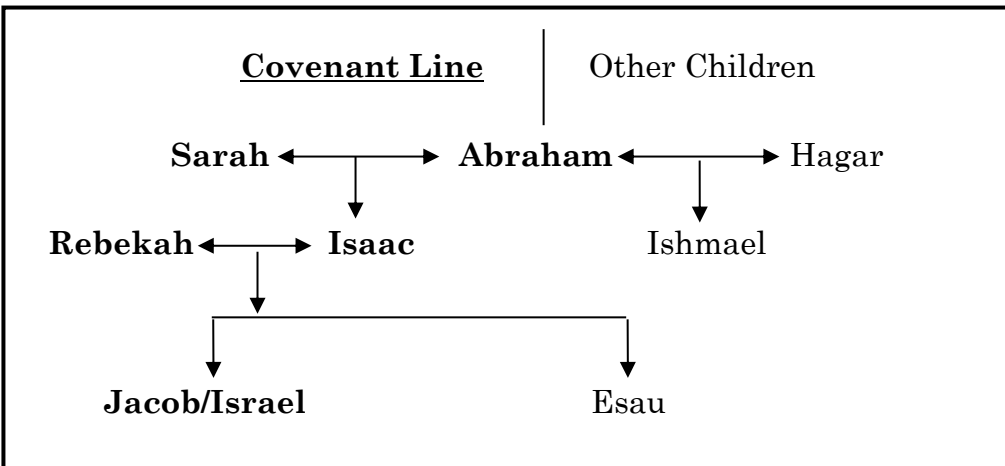 Covenant Line Other Children
Sarah Abraham Hagar
Rebekah Isaac Ishmael
Jacob/Israel Esau